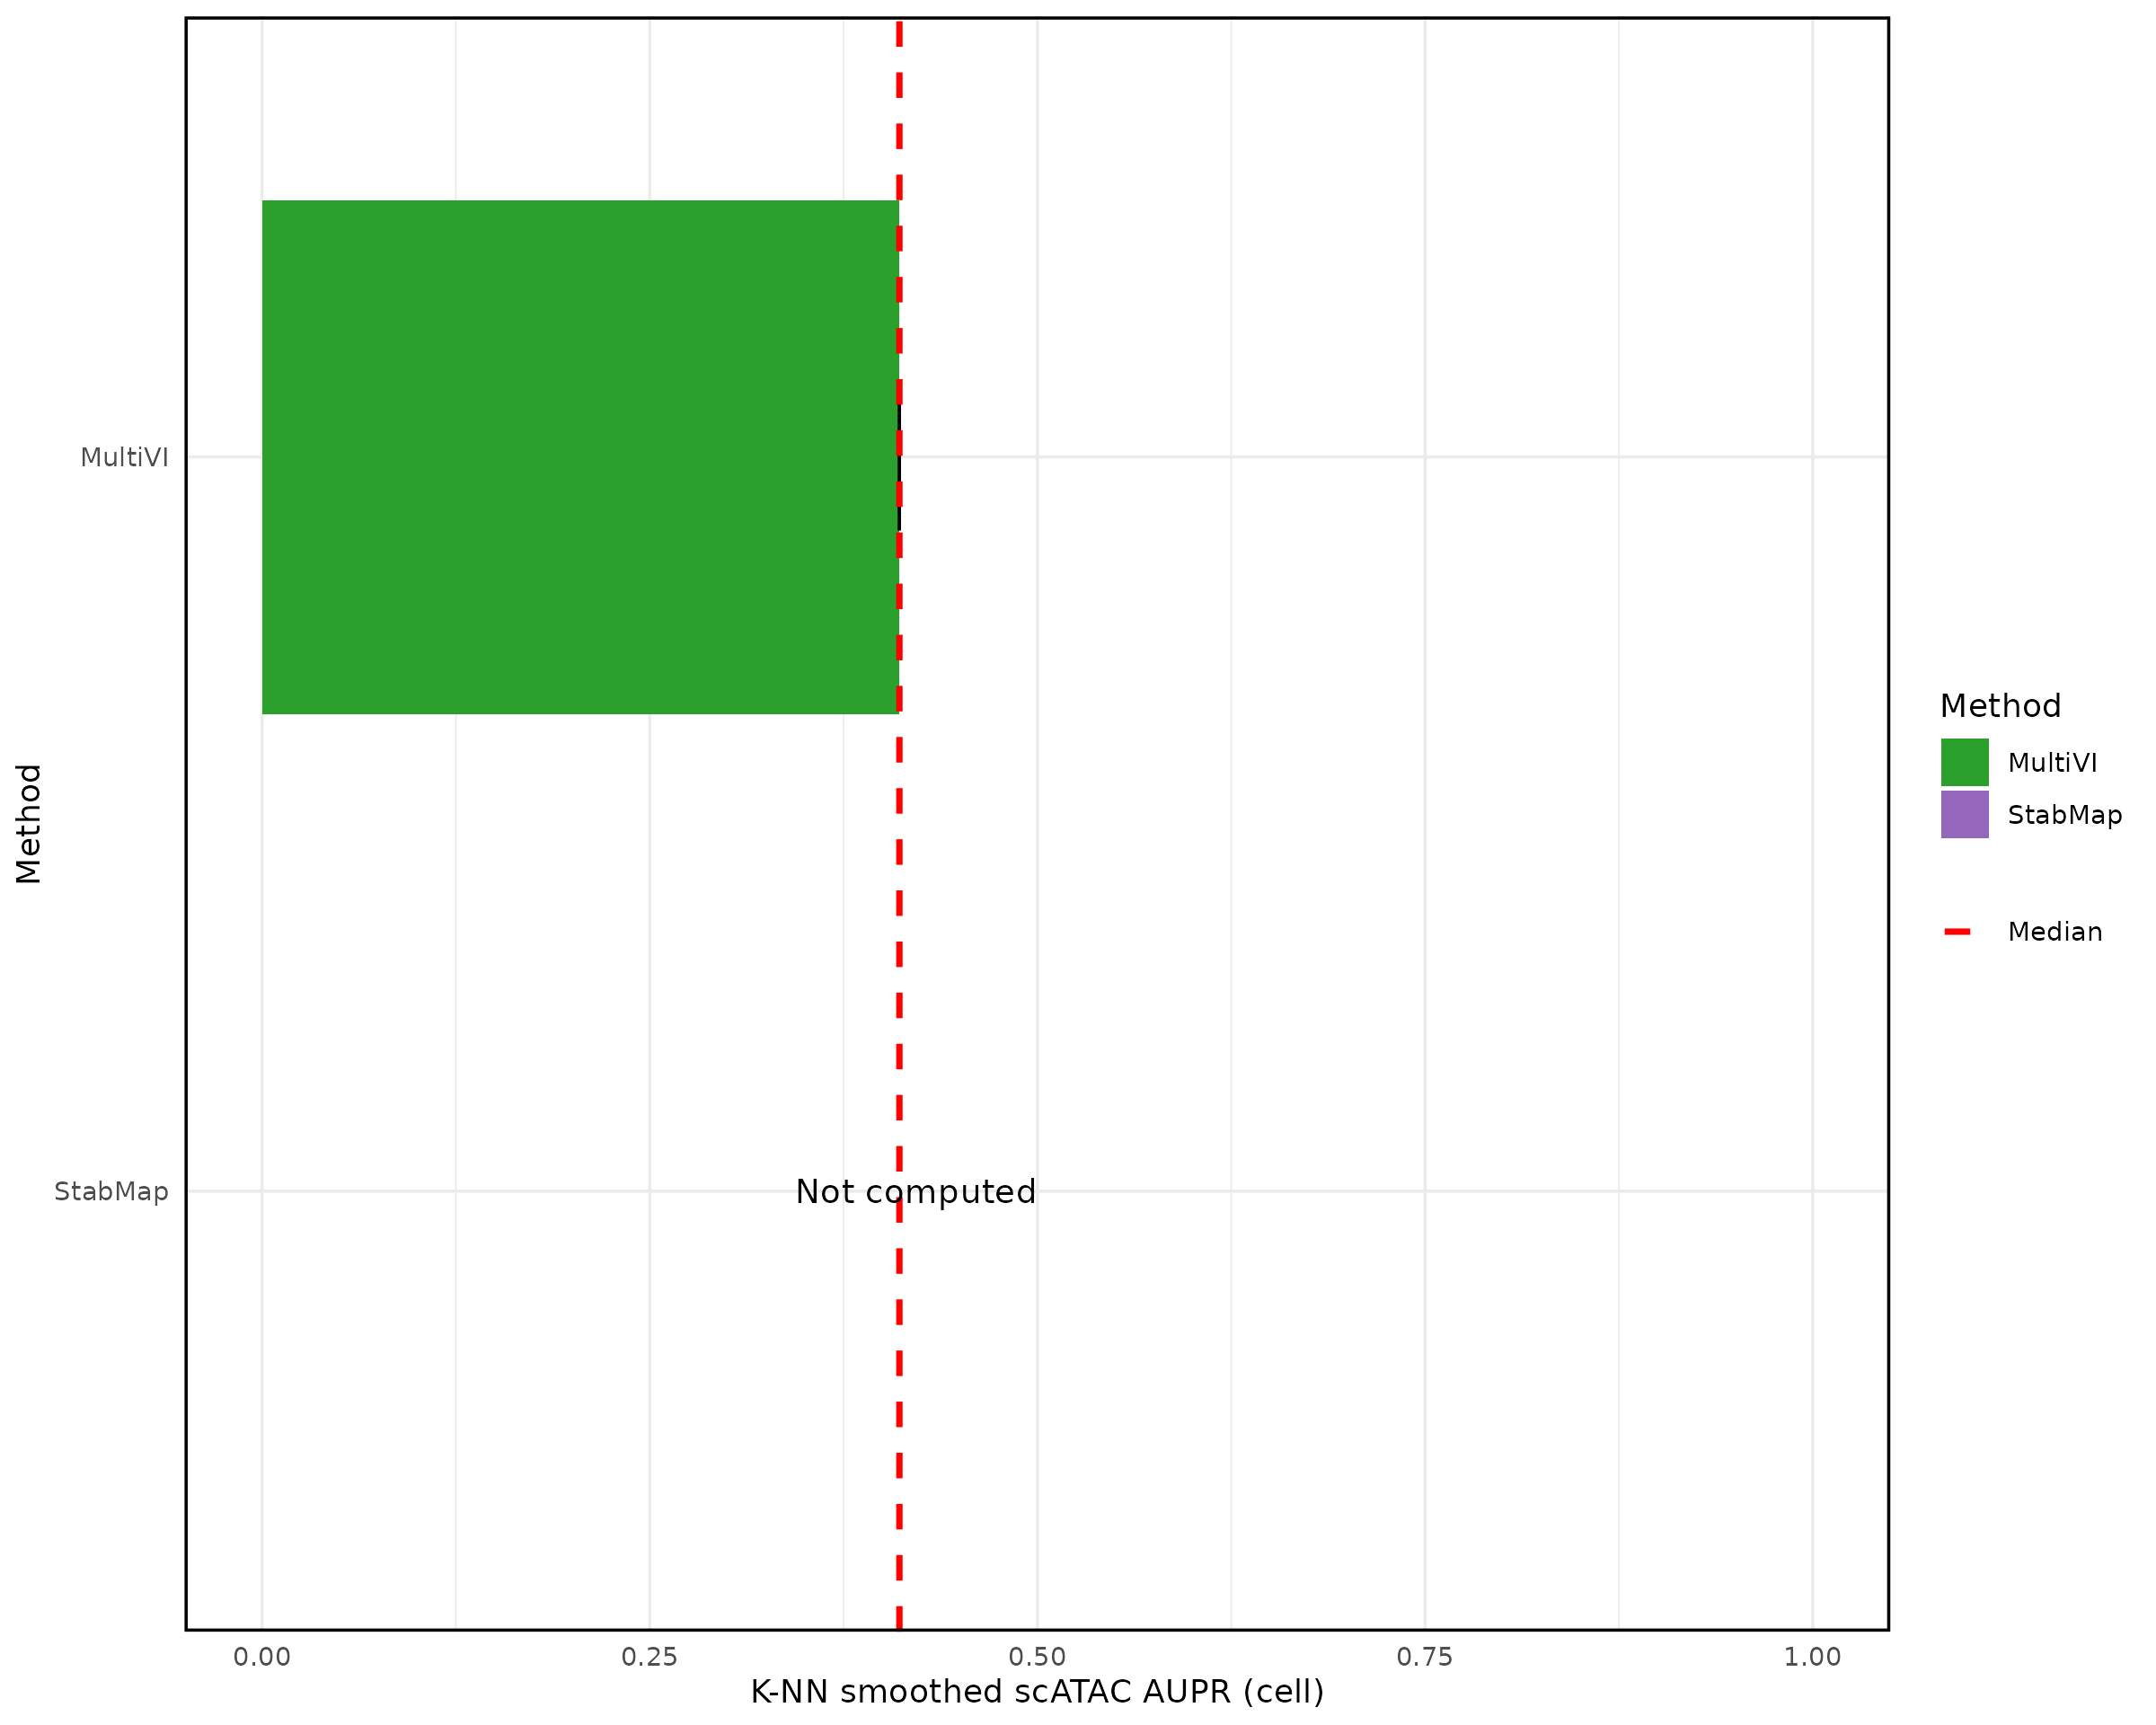 MultiVI
StabMap
Method
Not computed
0.00
0.25
0.50
0.75
1.00
K-NN smoothed scATAC AUPR (cell)
Method
MultiVI
StabMap
Median